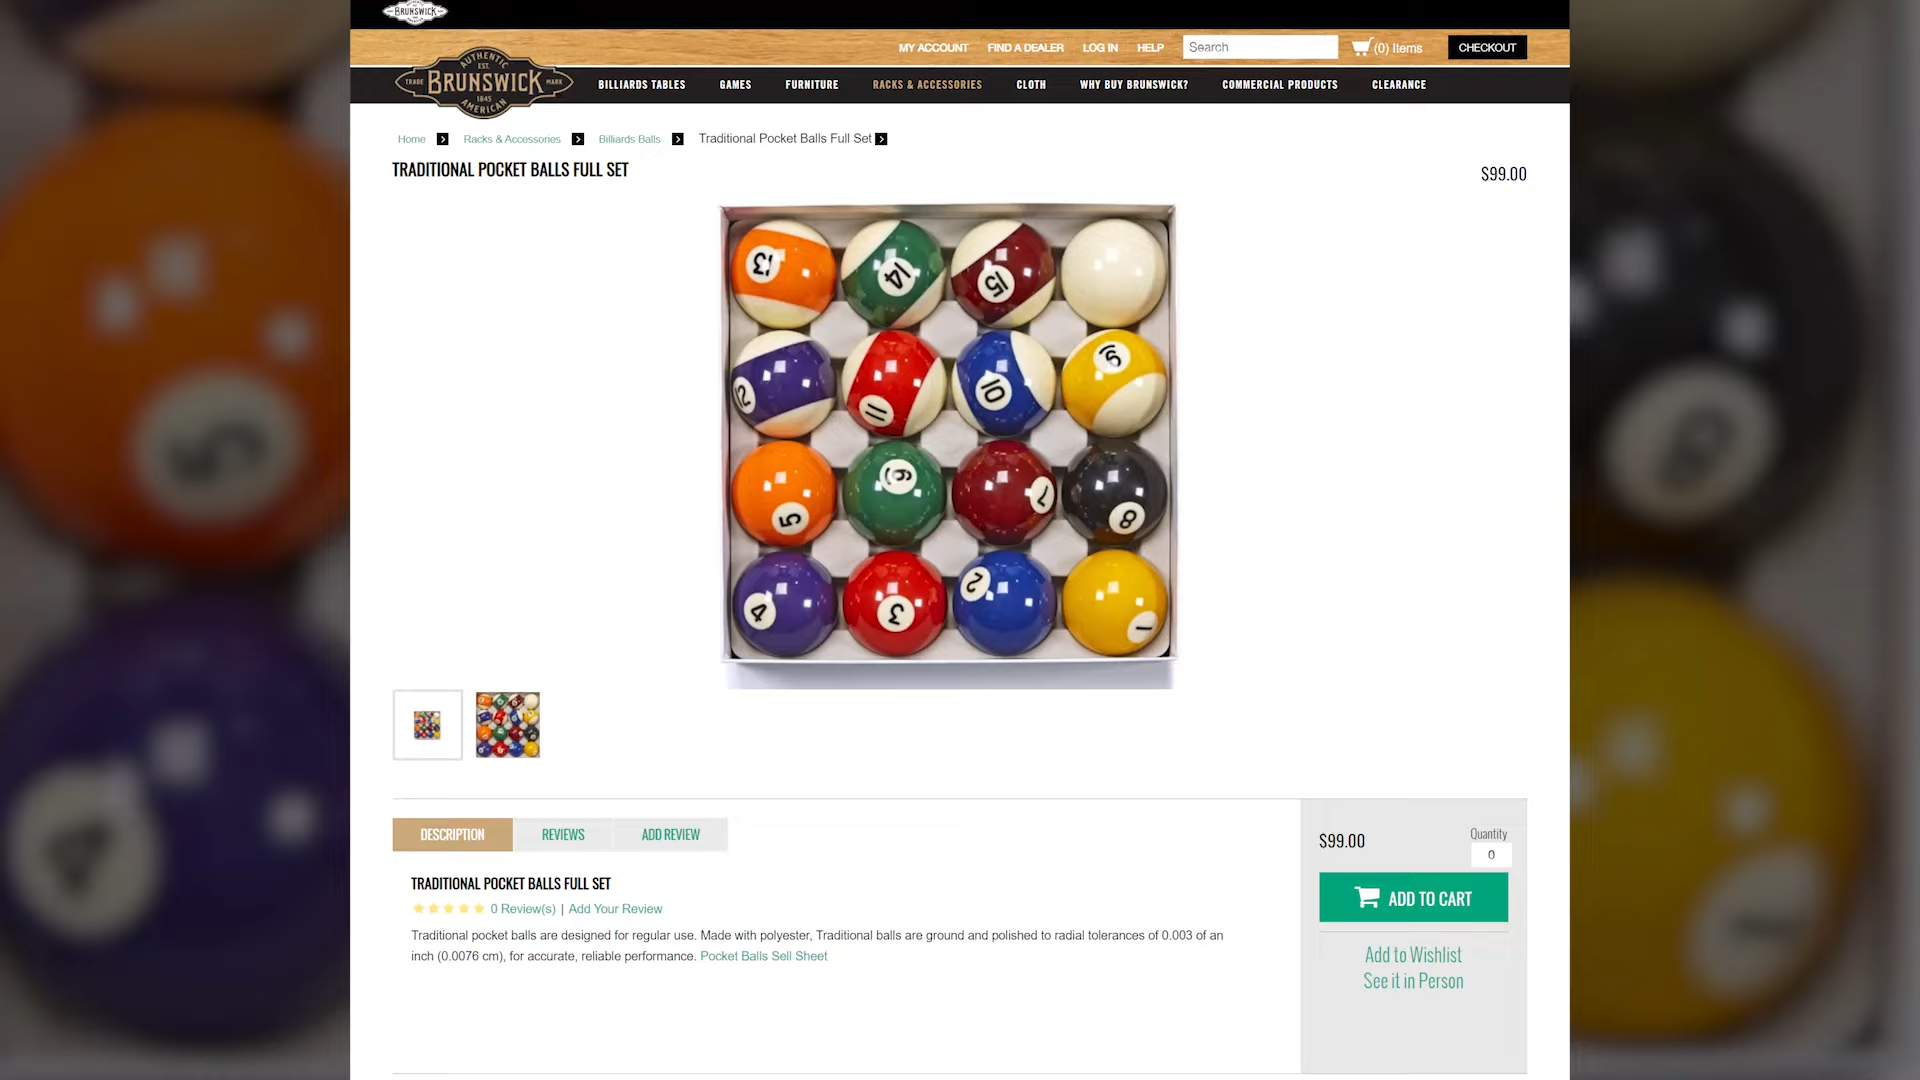 BRUNSWICK
MY ACCOUNT FIND A DEALER LOG IN HELP Search (0) Items CHECKOUT
AUTHENTIC
EST.
TRADE BRUNSWICK MARK
1845
AMERICAN
BILLIARDS TABLES GAMES FURNITURE RACKS & ACCESSORIES CLOTH WHY BUY BRUNSWICK? COMMERCIAL PRODUCTS CLEARANCE
Home Racks & Accessories Billiards Balls Traditional Pocket Balls Full Set
TRADITIONAL POCKET BALLS FULL SET
$99.00
13 14 15
12 11 10 9
5 6 7 8
4 3 2 1
DESCRIPTION REVIEWS ADD REVIEW
TRADITIONAL POCKET BALLS FULL SET
0 Review(s) | Add Your Review
Traditional pocket balls are designed for regular use. Made with polyester, Traditional balls are ground and polished to radial tolerances of 0.003 of an
inch (0.0076 cm), for accurate, reliable performance. Pocket Balls Sell Sheet
$99.00
Quantity
0
ADD TO CART
Add to Wishlist
See it in Person